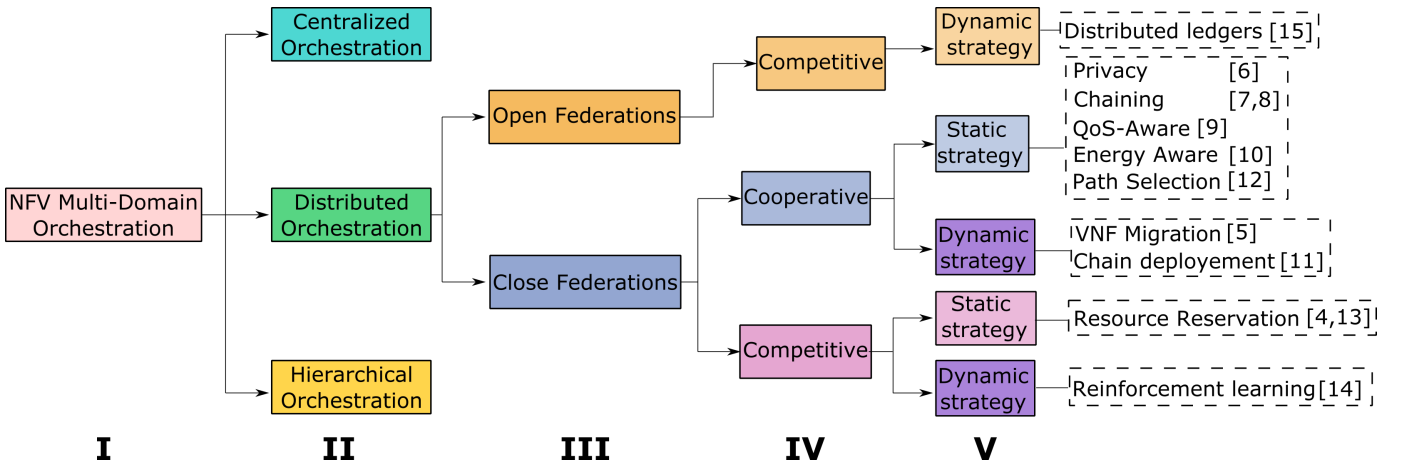 NFV Multi-Domain
Orchestration
Centralized
Orchestration
Distributed
Orchestration
Hierarchical
Orchestration
Open Federations
Close Federations
Competitive
Cooperative
Competitive
Dynamic
strategy
Static
strategy
Dynamic
strategy
Static
strategy
Dynamic
strategy
Distributed ledgers [15]
Privacy [6]
Chaining [7,8]
QoS-Aware [9]
Energy Aware [10]
Path Selection [12]
VNF Migration [5]
Chain deployement [11]
Resource Reservation [4,13]
Reinforcement learning[14]
I II III IV V